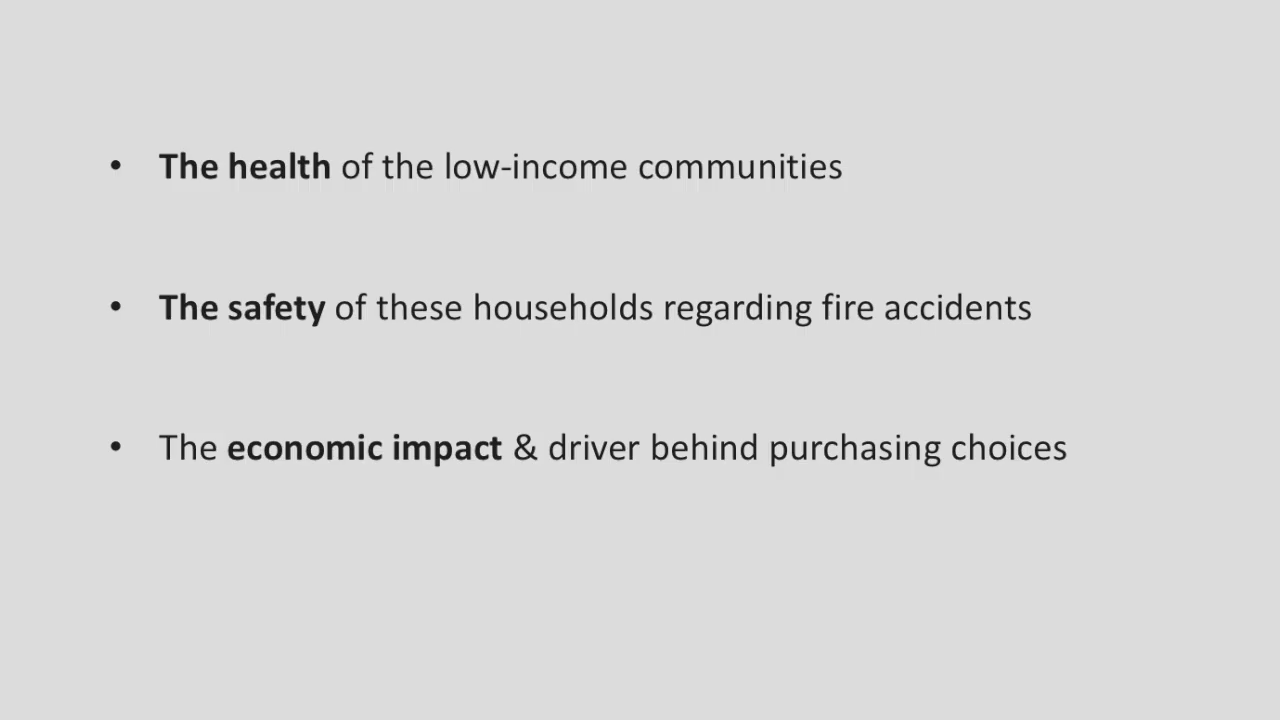 • The health of the low-income communities
• The safety of these households regarding fire accidents
• The economic impact & driver behind purchasing choices